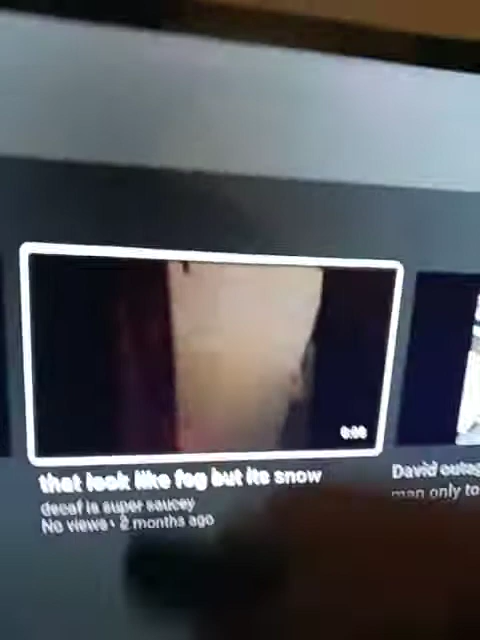 that look like fog but its snow
decaf is super saucey
No views • 2 months ago
David
man only to